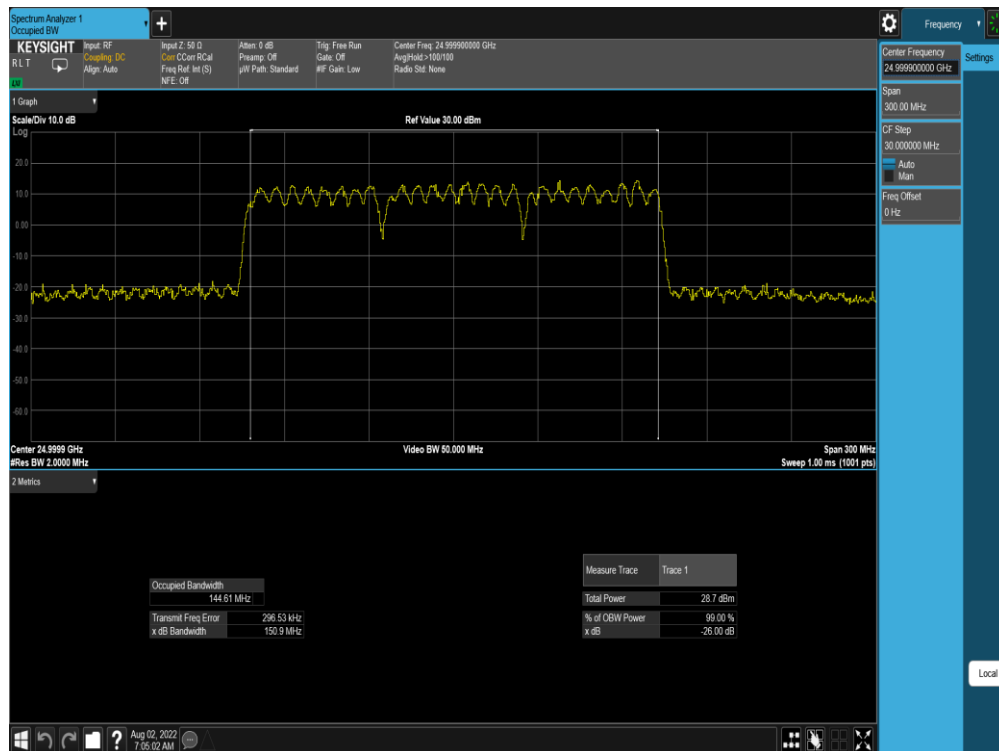 Spectrum Analyzer 1
Occupied BW
+
Frequency
KEYSIGHT
R L T
LXI
Input: RF
Coupling: DC
Align: Auto
Input Z: 50 Ω
Corr CCorr RCal
Freq Ref: Int (S)
NFE: Off
Atten: 0 dB
Preamp: Off
µW Path: Standard
Trig: Free Run
Gate: Off
#IF Gain: Low
Center Freq: 24.999900000 GHz
Avg|Hold:>100/100
Radio Std: None
Center Frequency
24.999900000 GHz
Settings
Span
300.00 MHz
CF Step
30.000000 MHz
Auto
Man
Freq Offset
0 Hz
1 Graph
Scale/Div 10.0 dB
Ref Value 30.00 dBm
Log
20.0
10.0
0.00
-10.0
-20.0
-30.0
-40.0
-50.0
-60.0
Center 24.9999 GHz
Video BW 50.000 MHz
Span 300 MHz
#Res BW 2.0000 MHz
Sweep 1.00 ms (1001 pts)
2 Metrics
Measure Trace
Trace 1
Occupied Bandwidth
144.61 MHz
Total Power
28.7 dBm
Transmit Freq Error
296.53 kHz
% of OBW Power
99.00 %
x dB Bandwidth
150.9 MHz
x dB
-26.00 dB
Local
?
Aug 02, 2022
7:05:02 AM